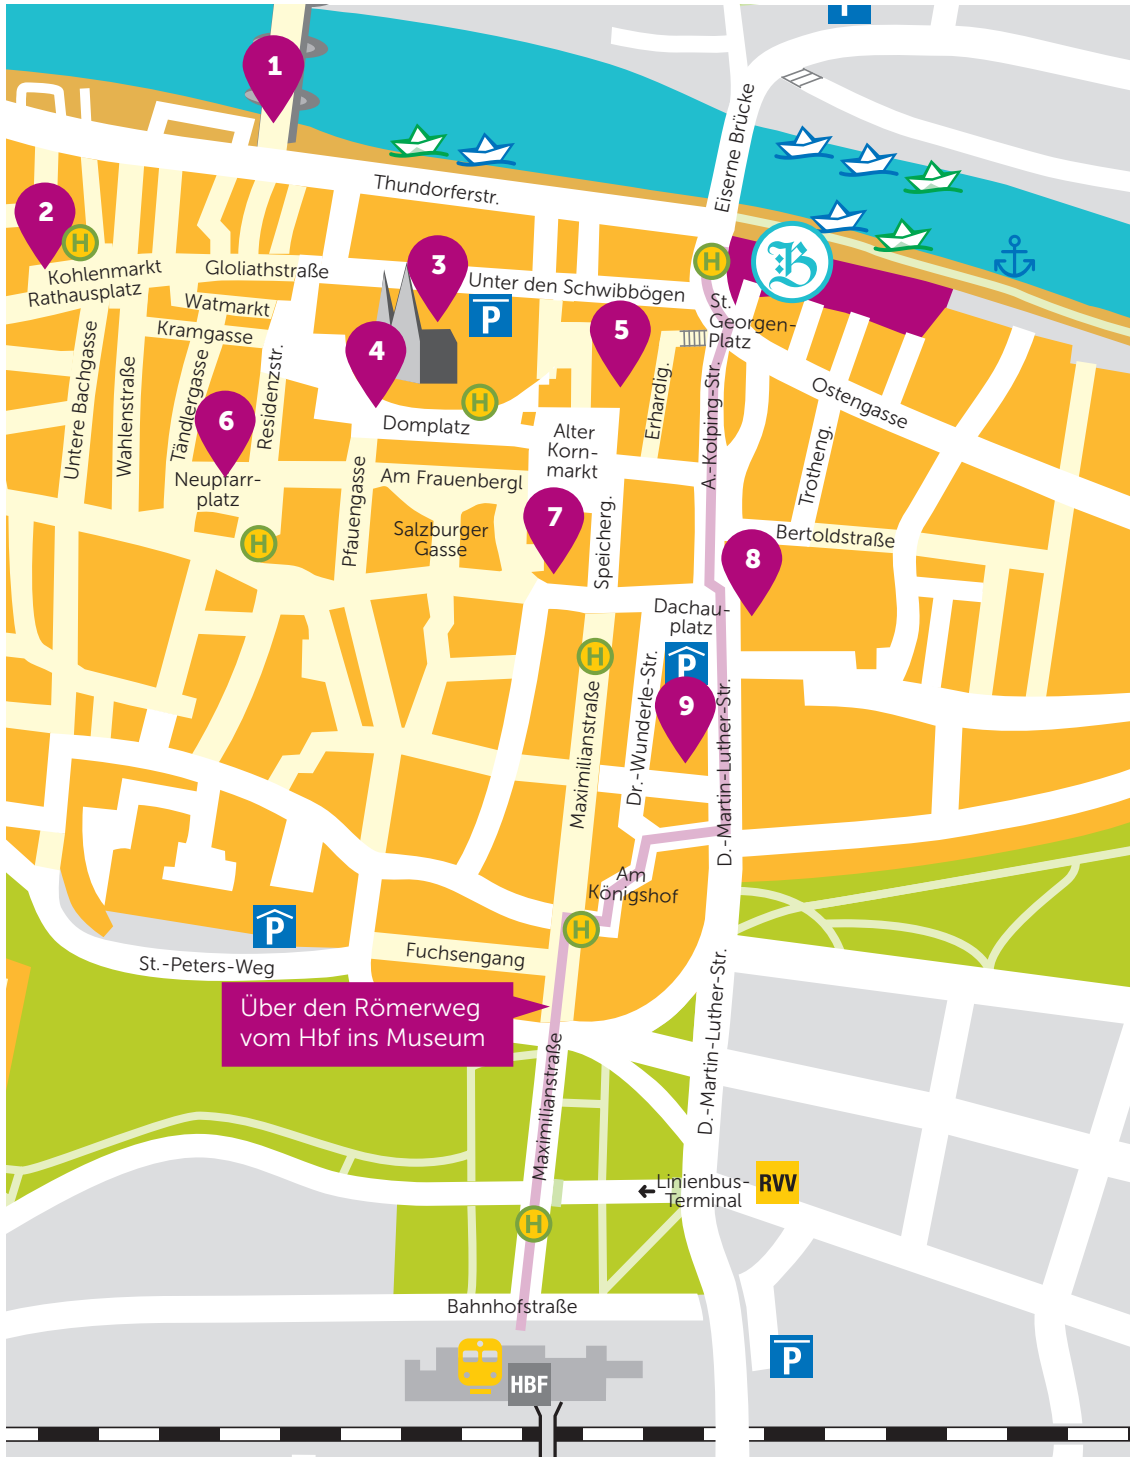 P
1
Eiserne Brücke
Thundorferstr.
2
H
Kohlenmarkt
Rathausplatz
Gloliathstraße
3
Unter den Schwibbögen
P
H
B
St.
Georgen-
Platz
Watmarkt
Kramgasse
4
5
Untere Bachgasse
Wahlenstraße
Tändlergasse
Residenzstr.
6
Neupfarr-
platz
H
H
Domplatz
Alter
Korn-
markt
Erhardig.
A.-Kolping-Str.
Ostengasse
Trotheng.
Pfauengasse
Am Frauenbergl
Salzburger
Gasse
7
Speicherg.
Bertoldstraße
8
Dachau-
platz
P
9
H
Maximilianstraße
Dr.-Wunderle-Str.
D.-Martin-Luther-Str.
Am
Königshof
H
P
St.-Peters-Weg
Fuchsengang
Über den Römerweg
vom Hbf ins Museum
Maximilianstraße
D.-Martin-Luther-Str.
Linienbus-
Terminal
RVV
H
Bahnhofstraße
HBF
P